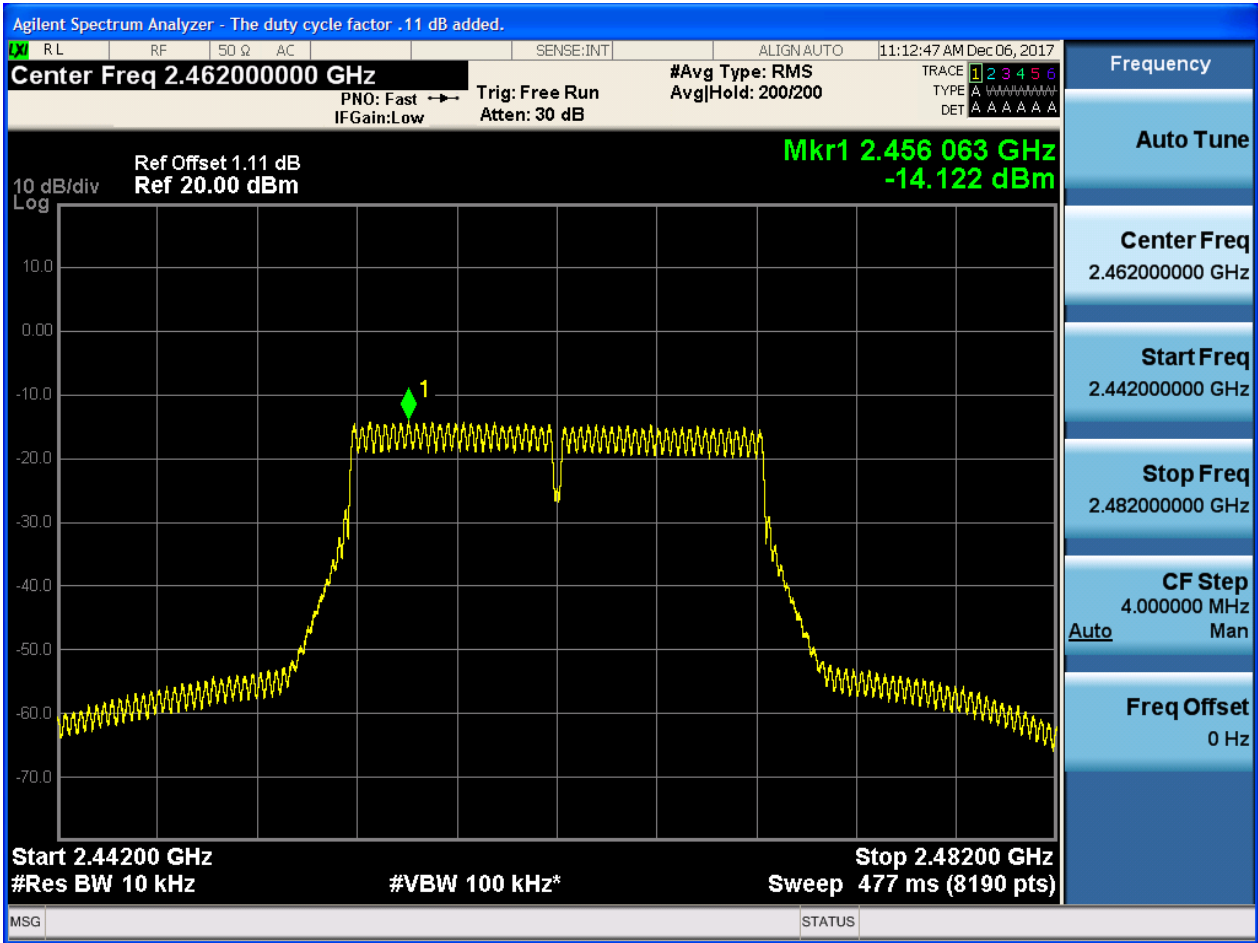 Agilent Spectrum Analyzer - The duty cycle factor .11 dB added.
LXI RL RF 50 Ω AC SENSE:INT ALIGN AUTO 11:12:47 AM Dec 06, 2017
Center Freq 2.462000000 GHz
PNO: Fast
IFGain:Low
Trig: Free Run
Atten: 30 dB
#Avg Type: RMS
Avg|Hold: 200/200
TRACE 1 2 3 4 5 6
TYPE A WWWWW
DET A A A A A A
Mkr1 2.456 063 GHz
-14.122 dBm
Ref Offset 1.11 dB
10 dB/div Ref 20.00 dBm
Log
10.0
0.00
1
-10.0
-20.0
-30.0
-40.0
-50.0
-60.0
-70.0
Start 2.44200 GHz Stop 2.48200 GHz
#Res BW 10 kHz #VBW 100 kHz* Sweep 477 ms (8190 pts)
MSG STATUS
Frequency
Auto Tune
Center Freq
2.462000000 GHz
Start Freq
2.442000000 GHz
Stop Freq
2.482000000 GHz
CF Step
4.000000 MHz
Auto Man
Freq Offset
0 Hz